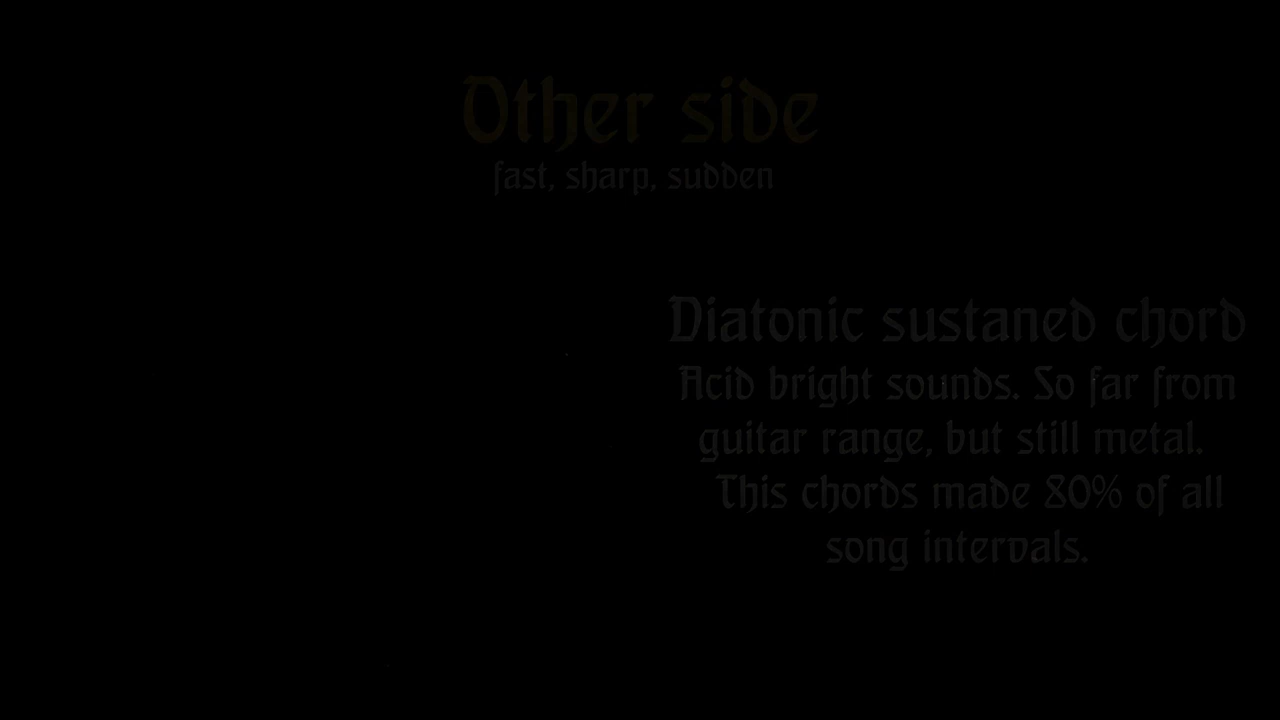 Other side
fast, sharp, sudden
Diatonic sustaned chord
Acid bright sounds. So far from
guitar range, but still metal.
This chords made 80% of all
song intervals.